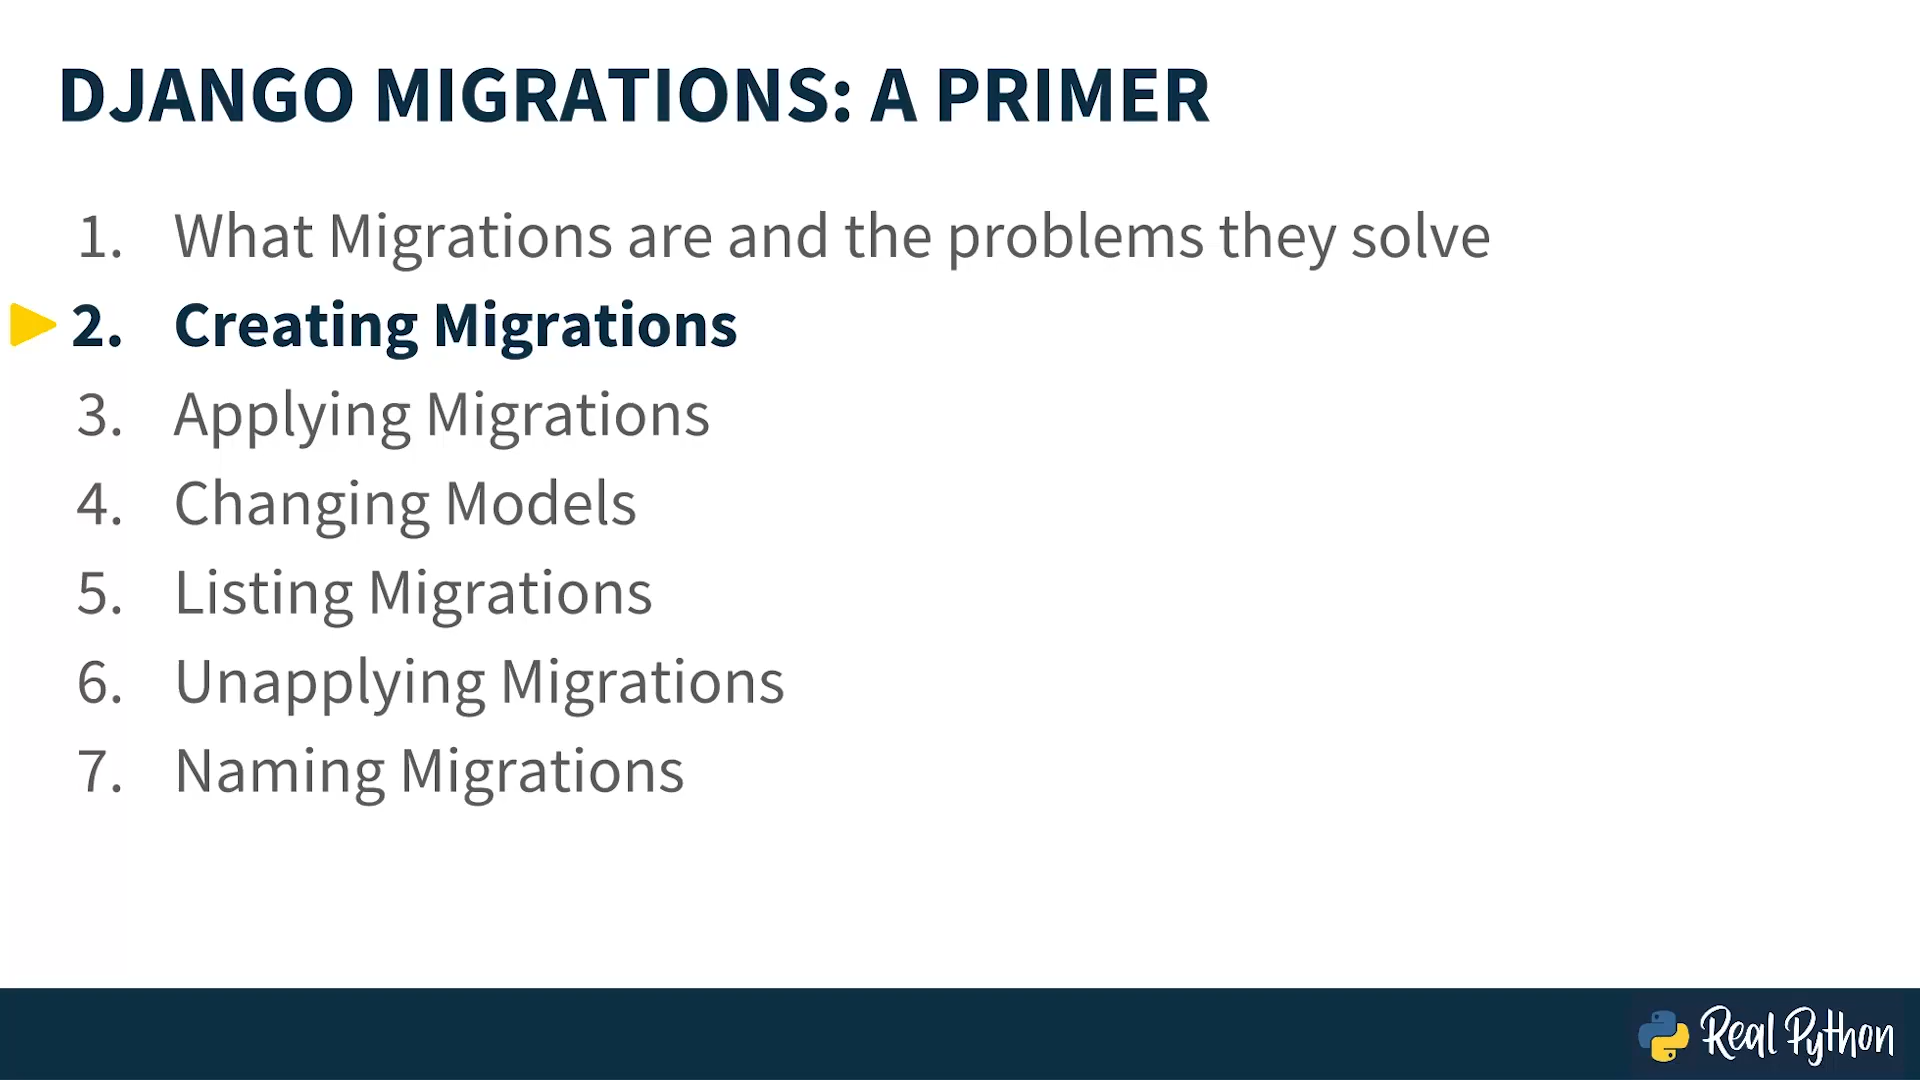 DJANGO MIGRATIONS: A PRIMER
1. What Migrations are and the problems they solve
2. Creating Migrations
3. Applying Migrations
4. Changing Models
5. Listing Migrations
6. Unapplying Migrations
7. Naming Migrations
Real Python